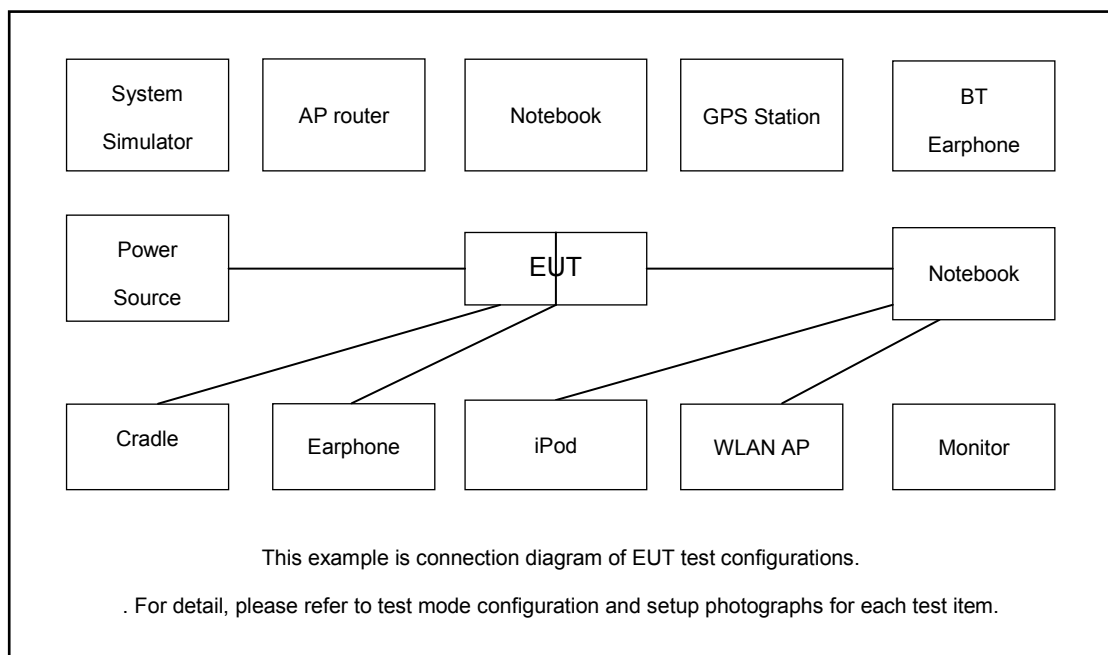 System
Simulator
AP router
Notebook
GPS Station
BT
Earphone
Power
Source
EUT
Notebook
Cradle
Earphone
iPod
WLAN AP
Monitor
This example is connection diagram of EUT test configurations.
. For detail, please refer to test mode configuration and setup photographs for each test item.